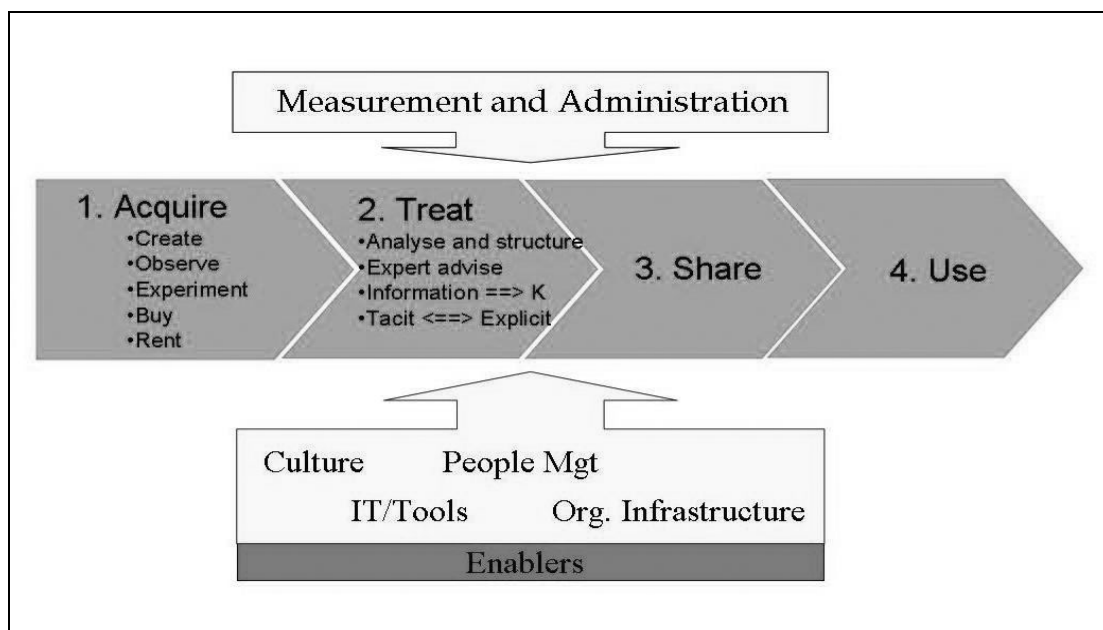 Measurement and Administration
1. Acquire
•Create
•Observe
•Experiment
•Buy
•Rent
2. Treat
•Analyse and structure
•Expert advise
•Information ==> K
•Tacit <==> Explicit
3. Share
4. Use
Culture People Mgt
IT/Tools Org. Infrastructure
Enablers